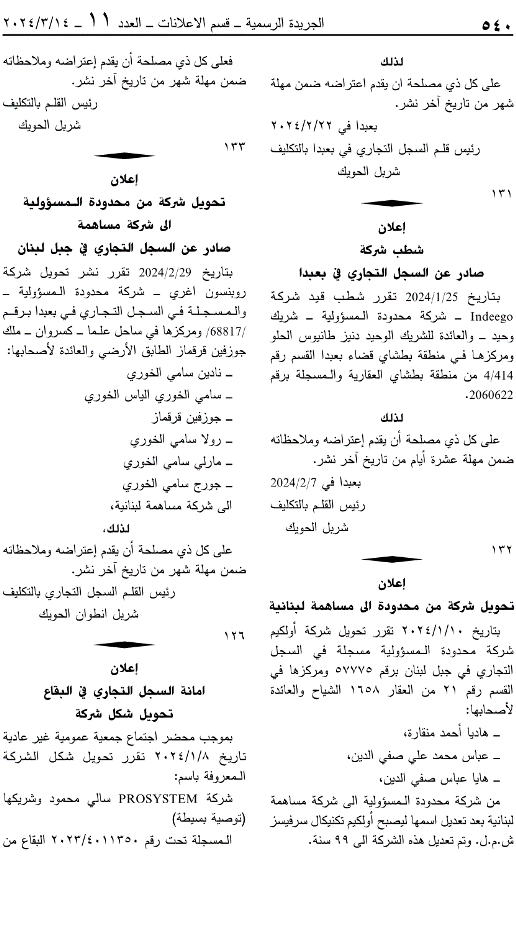 ٥٤٠
الجريدة الرسمية – قسم الاعلانات – العدد ١١ – ٢٠٢٤/٣/١٤
لذلك
على كل ذي مصلحة ان يقدم اعتراضه ضمن مهلة
شهر من تاريخ آخر نشر.
بعبدا في ٢٠٢٤/٢/٢٢
رئيس قلم السجل التجاري في بعبدا بالتكليف
شربل الحويك
١٣١
إعلان
شطب شركة
صادر عن السجل التجاري في بعبدا
بتاريخ 2024/1/25 تقرر شطب قيد شركة
Indeego – شركة محدودة المسؤولية – شريك
وحيد – والعائدة للشريك الوحيد دنيز طانيوس الحلو
ومركزها في منطقة بطشاي قضاء بعبدا القسم رقم
4/414 من منطقة بطشاي العقارية والمسجلة برقم
2060622.
لذلك
على كل ذي مصلحة أن يقدم إعتراضه وملاحظاته
ضمن مهلة عشرة أيام من تاريخ آخر نشر.
بعبدا في 2024/2/7
رئيس القلم بالتكليف
شربل الحويك
١٣٢
إعلان
تحويل شركة من محدودة الى مساهمة لبنانية
بتاريخ ٢٠٢٤/١/١٠ تقرر تحويل شركة أولكيم
شركة محدودة المسؤولية مسجلة في السجل
التجاري في جبل لبنان برقم ٥٧٧٧٥ ومركزها في
القسم رقم ٢١ من العقار ١٦٥٨ الشياح والعائدة
لأصحابها:
– هاديا أحمد منقارة،
– عباس محمد علي صفي الدين،
– هايا عباس صفي الدين،
من شركة محدودة المسؤولية الى شركة مساهمة
لبنانية بعد تعديل اسمها ليصبح أولكيم تكنيكال سرفيسز
ش.م.ل. وتم تعديل هذه الشركة الى ٩٩ سنة.
فعلى كل ذي مصلحة أن يقدم إعتراضه وملاحظاته
ضمن مهلة شهر من تاريخ آخر نشر.
رئيس القلم بالتكليف
شربل الحويك
١٣٣
إعلان
تحويل شركة من محدودة المسؤولية
الى شركة مساهمة
صادر عن السجل التجاري في جبل لبنان
بتاريخ 2024/2/29 تقرر نشر تحويل شركة
روبنسون أغري – شركة محدودة المسؤولية –
والمسجلة في السجل التجاري في بعبدا برقم
/68817/ ومركزها في ساحل علما – كسروان – ملك
جوزفين قرقماز الطابق الأرضي والعائدة لأصحابها:
– نادين سامي الخوري
– سامي الخوري الياس الخوري
– جوزفين قرقماز
– رولا سامي الخوري
– مارلي سامي الخوري
– جورج سامي الخوري
الى شركة مساهمة لبنانية،
لذلك،
على كل ذي مصلحة أن يقدم إعتراضه وملاحظاته
ضمن مهلة شهر من تاريخ آخر نشر.
رئيس القلم السجل التجاري بالتكليف
شربل انطوان الحويك
١٢٦
إعلان
امانة السجل التجاري في البقاع
تحويل شكل شركة
بموجب محضر اجتماع جمعية عمومية غير عادية
تاريخ ٢٠٢٤/١/٨ تقرر تحويل شكل الشركة
المعروفة باسم:
شركة PROSYSTEM سالي محمود وشريكها
(توصية بسيطة)
المسجلة تحت رقم ٢٠٢٣/٤٠١١٣٥٠ البقاع من